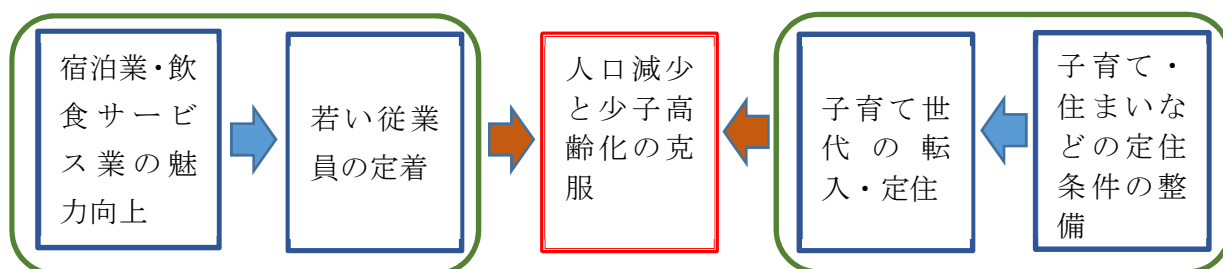 宿泊業・飲
食サービ
ス業の魅
力向上
若い従業
員の定着
人口減少
と少子高
齢化の克
服
子育て世
代の転
入・定住
子育て・
住まいな
どの定住
条件の整
備